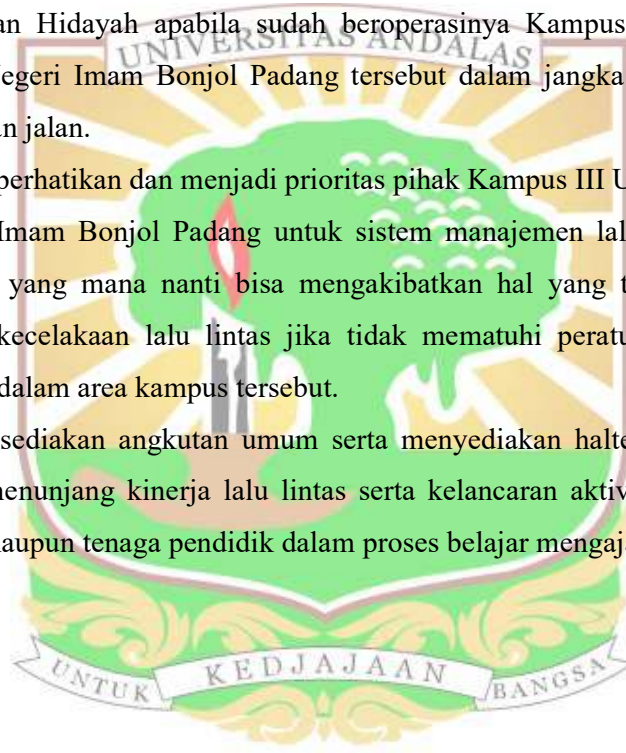 an Hidayah apabila sudah beroperasinya Kampus
UNIVERSITAS ANDALAS
Negeri Imam Bonjol Padang tersebut dalam jangka
an jalan.
perhatikan dan menjadi prioritas pihak Kampus III U
Imam Bonjol Padang untuk sistem manajemen lal
yang mana nanti bisa mengakibatkan hal yang t
kecelakaan lalu lintas jika tidak mematuhi peratu
dalam area kampus tersebut.
sediakan angkutan umum serta menyediakan halte
menunjang kinerja lalu lintas serta kelancaran aktiv
maupun tenaga pendidik dalam proses belajar mengaja
UNTUK KEDJAJAAN BANGSA